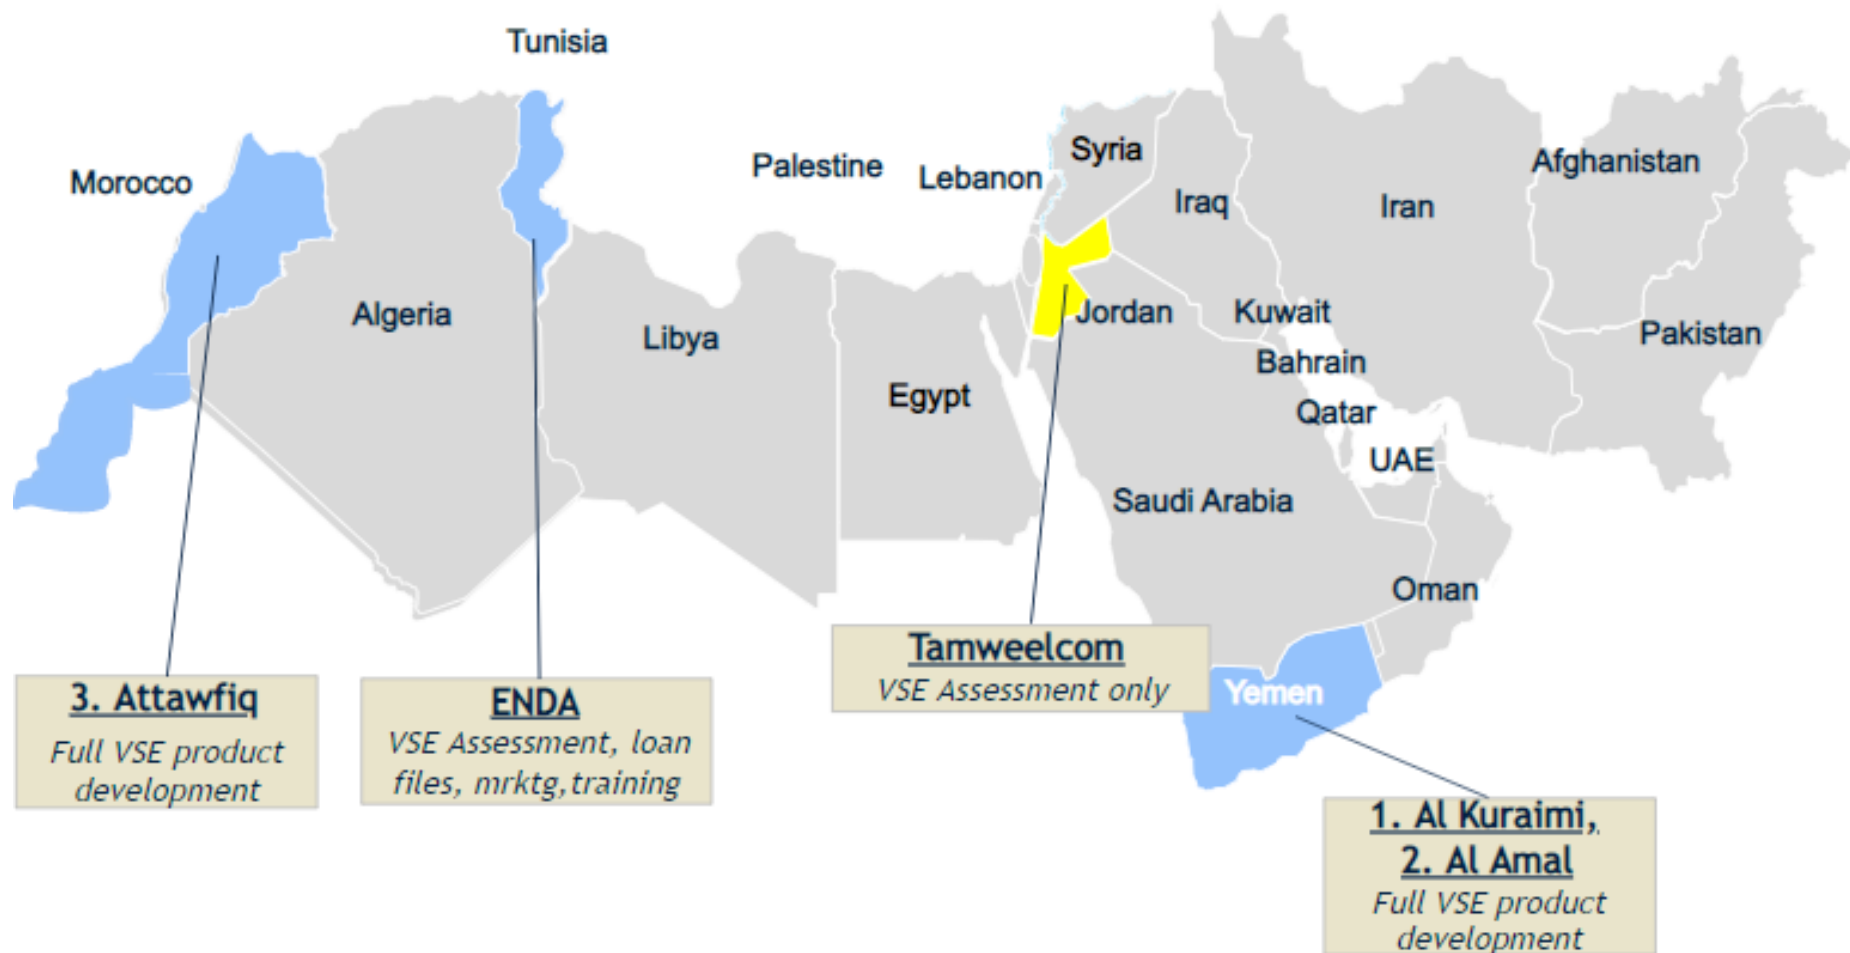 Tunisia
Morocco
Palestine
Lebanon
Syria
Iraq
Iran
Afghanistan
Algeria
Libya
Egypt
Jordan
Kuwait
Bahrain
Qatar
UAE
Pakistan
Saudi Arabia
Oman
Yemen
3. Attawfiq
Full VSE product
development
ENDA
VSE Assessment, loan
files, mrktg,training
Tamweelcom
VSE Assessment only
1. Al Kuraimi,
2. Al Amal
Full VSE product
development